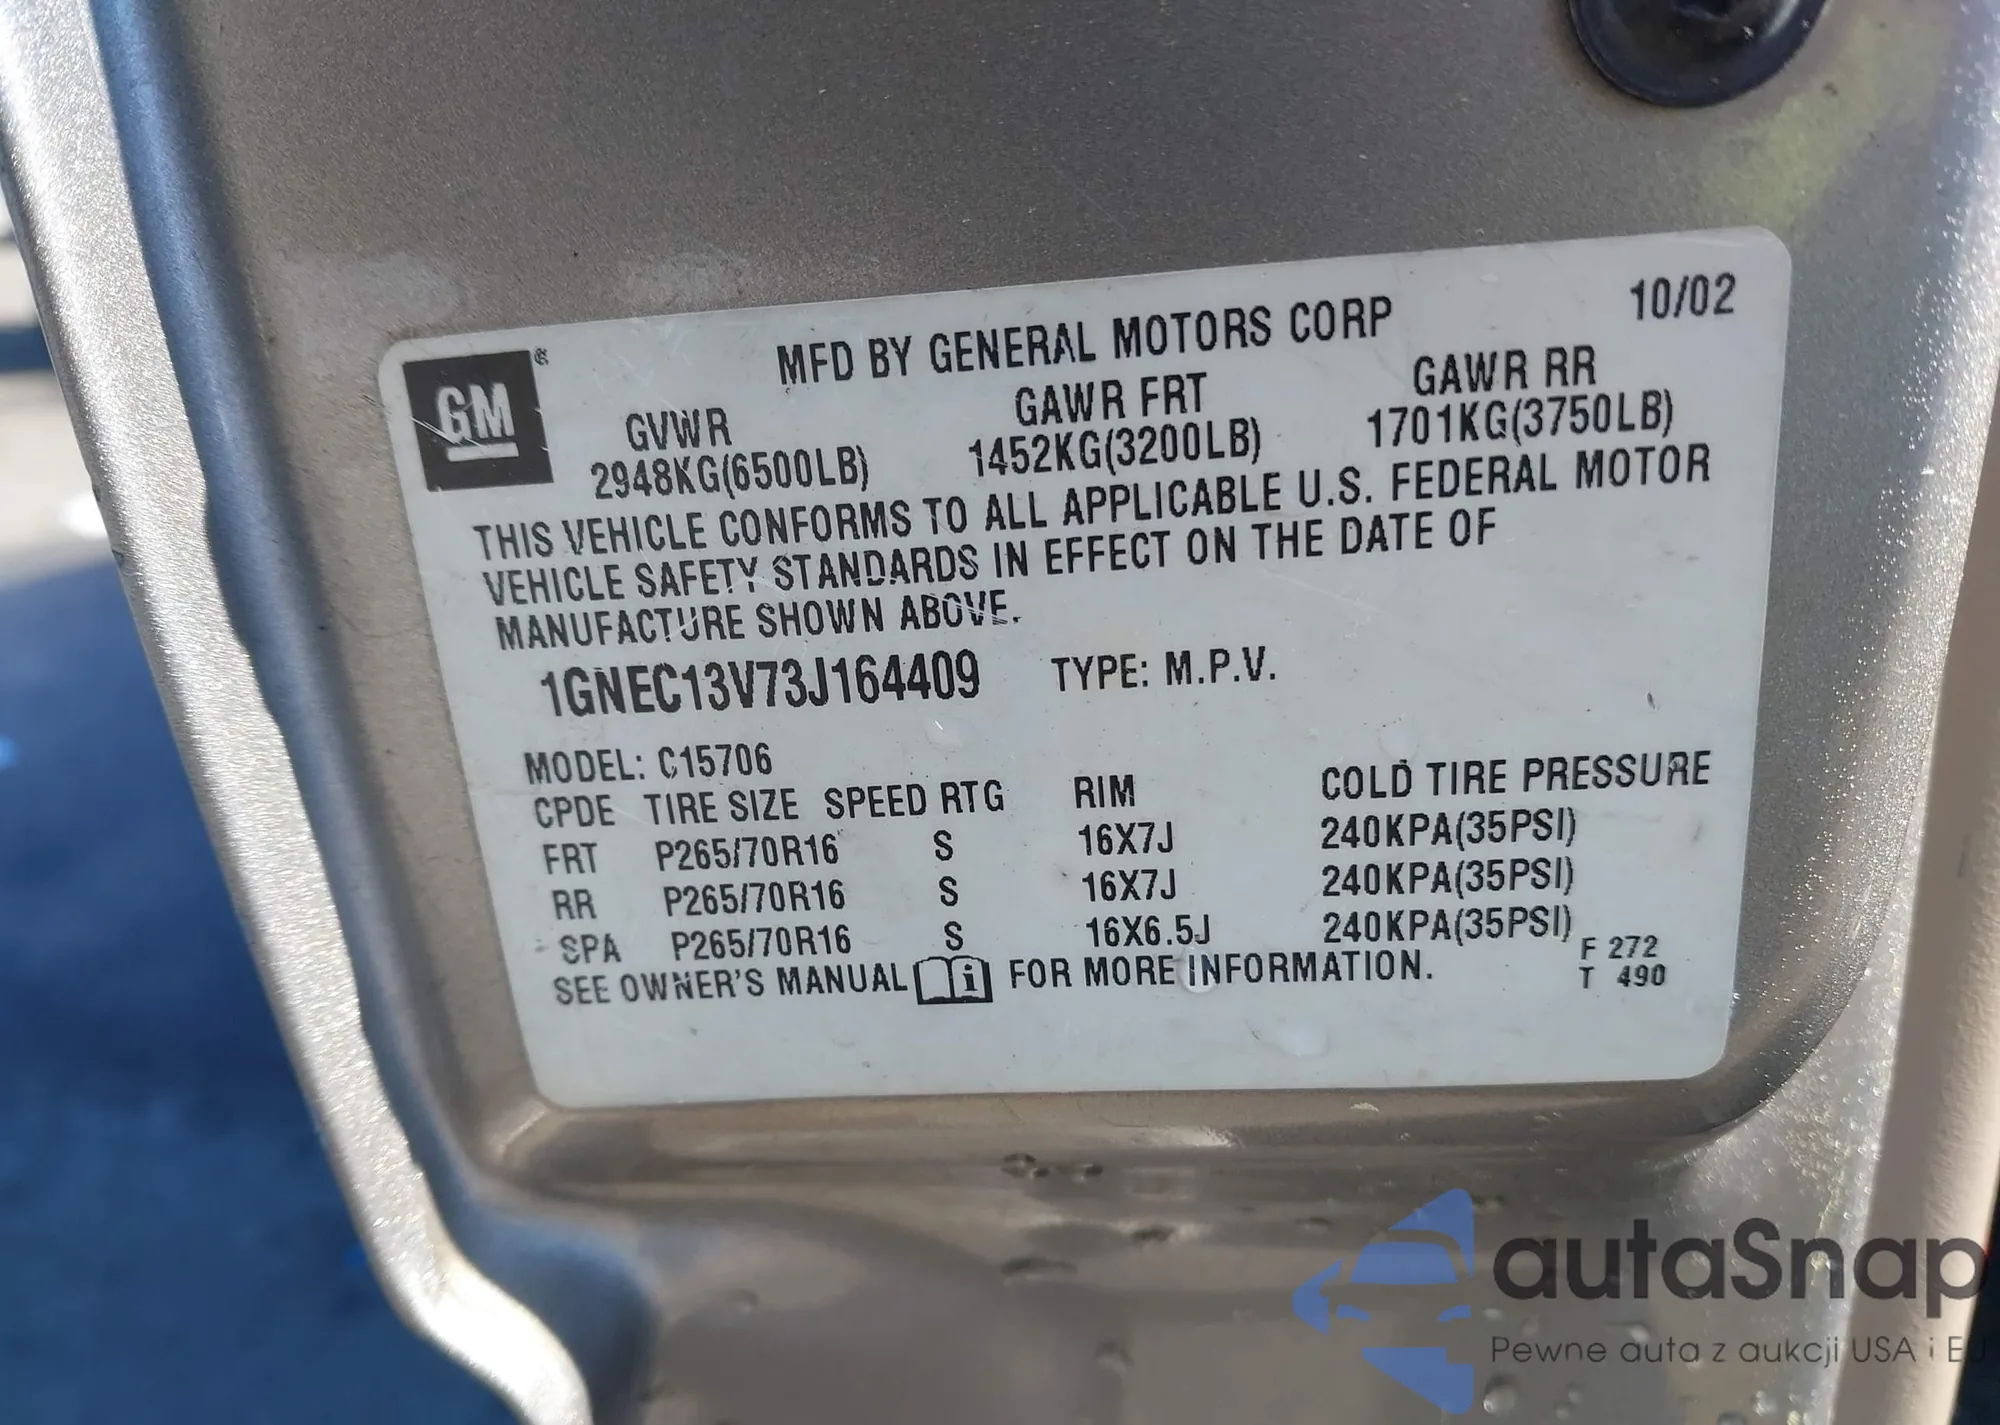 GM ®
MFD BY GENERAL MOTORS CORP 10/02
GVWR GAWR FRT GAWR RR
2948KG(6500LB) 1452KG(3200LB) 1701KG(3750LB)
THIS VEHICLE CONFORMS TO ALL APPLICABLE U.S. FEDERAL MOTOR
VEHICLE SAFETY STANDARDS IN EFFECT ON THE DATE OF
MANUFACTURE SHOWN ABOVE.
1GNEC13V73J164409 TYPE: M.P.V.
MODEL: C15706
CPDE TIRE SIZE SPEED RTG RIM COLD TIRE PRESSURE
FRT P265/70R16 S 16X7J 240KPA(35PSI)
RR P265/70R16 S 16X7J 240KPA(35PSI)
SPA P265/70R16 S 16X6.5J 240KPA(35PSI)
SEE OWNER'S MANUAL i FOR MORE INFORMATION.
F 272
T 490
autaSnap
Pewne auta z aukcji USA i EU